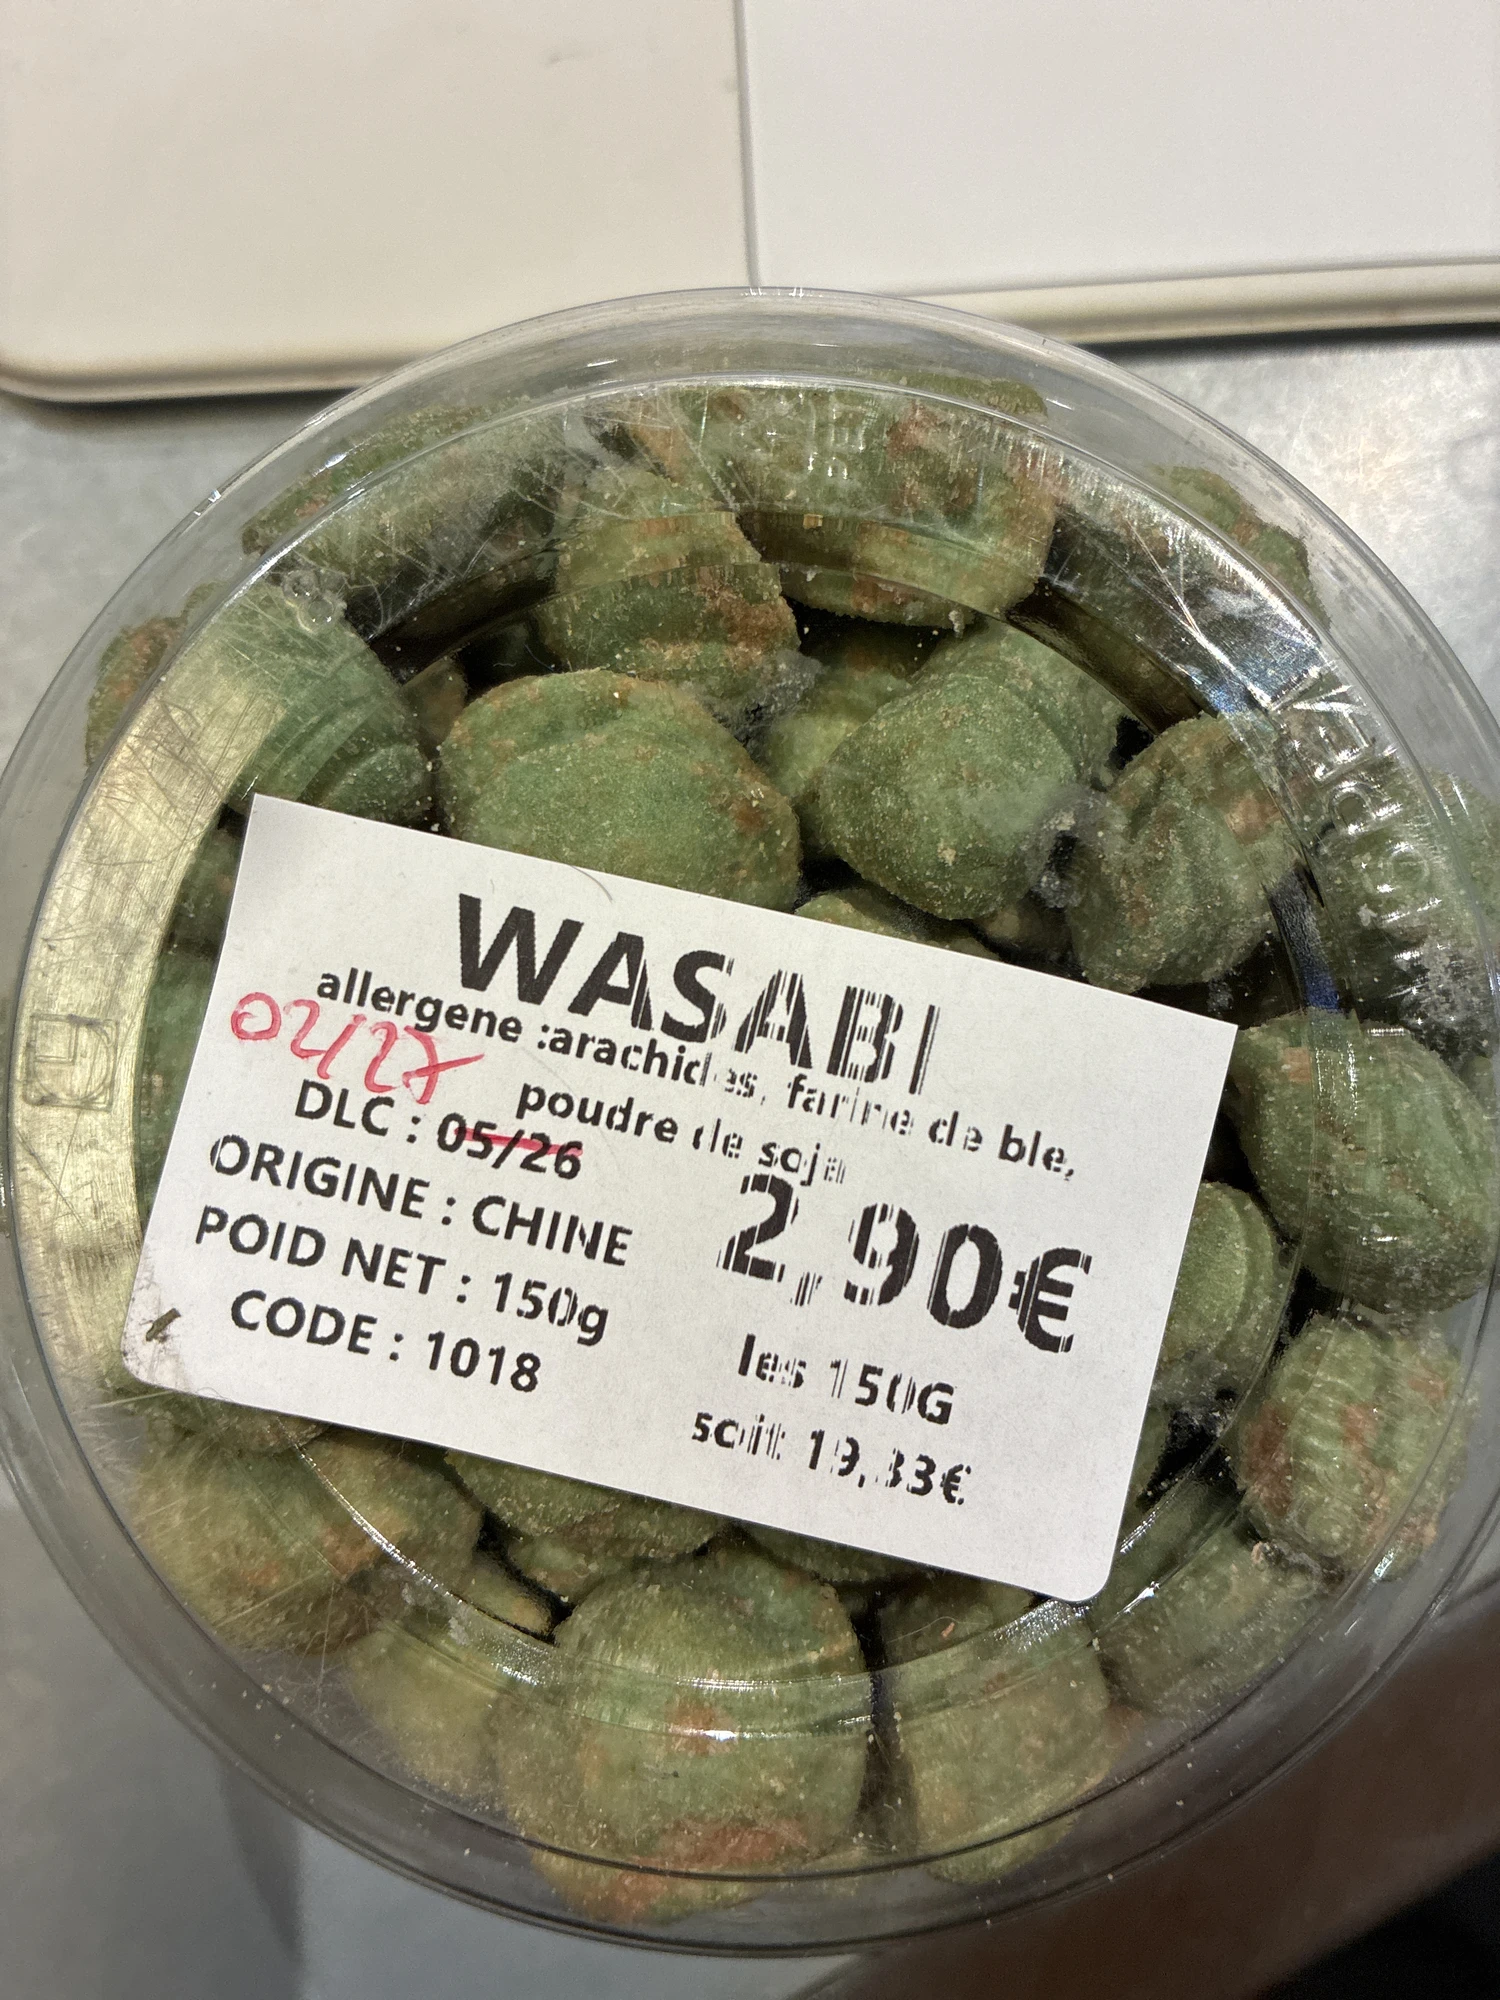 WASABI
allergene :arachides, farine de ble,
poudre de soja
02/27
DLC : 05/26
ORIGINE : CHINE
POID NET : 150g
CODE : 1018
2,90€
les 150G
soit 19,33€